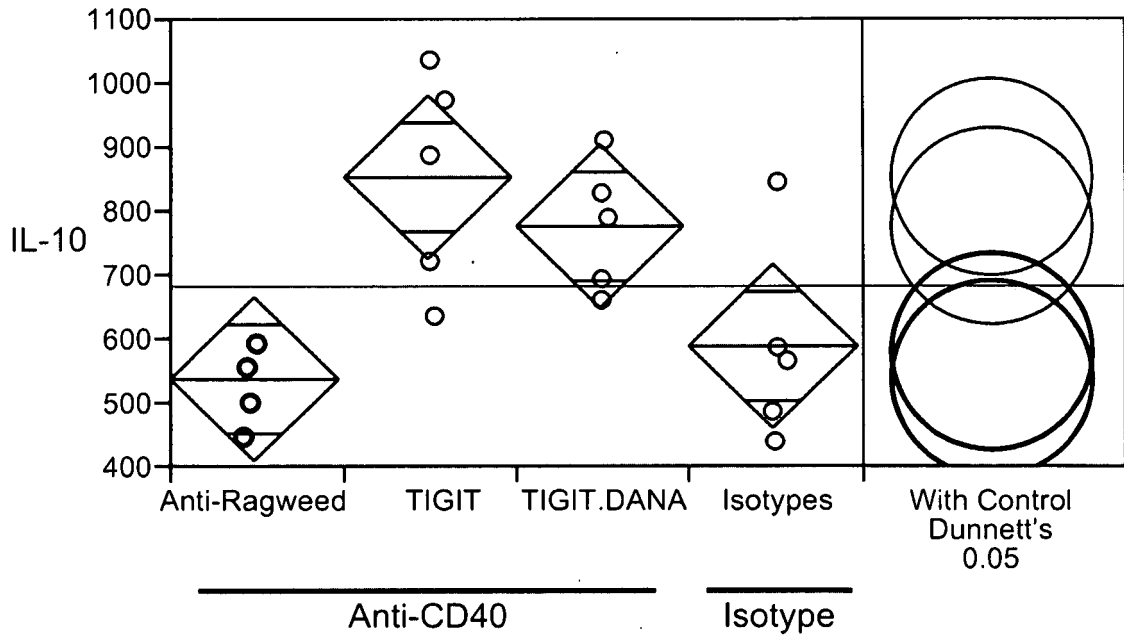 1100
1000
900
800
700
600
500
400
IL-10
Anti-Ragweed TIGIT TIGIT.DANA Isotypes With Control
Dunnett's
0.05
Anti-CD40 Isotype